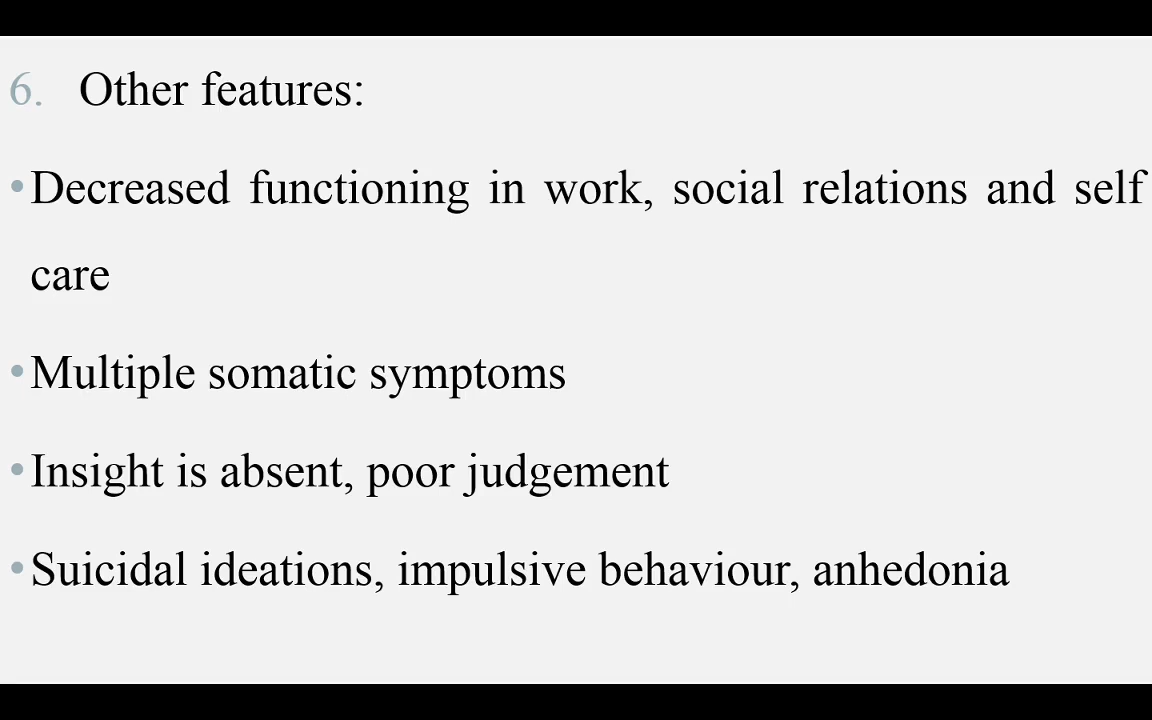 6. Other features:
•Decreased functioning in work, social relations and self
care
•Multiple somatic symptoms
•Insight is absent, poor judgement
•Suicidal ideations, impulsive behaviour, anhedonia